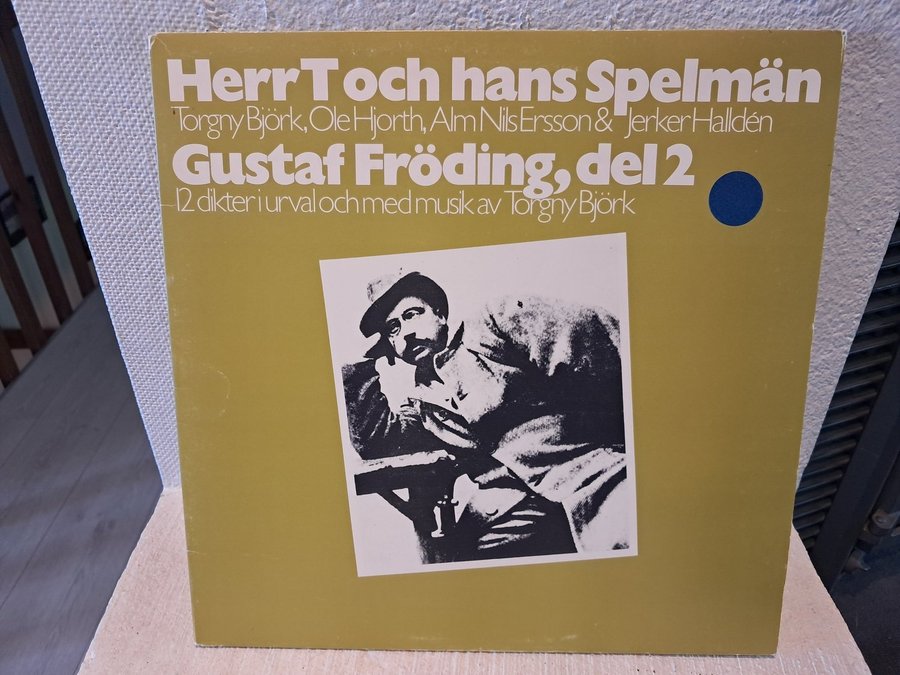 Herr T och hans Spelmän
Torgny Björk, Ole Hjorth, Alm Nils Ersson & Jerker Halldén
Gustaf Fröding, del 2
12 dikter i urval och med musik av Torgny Björk